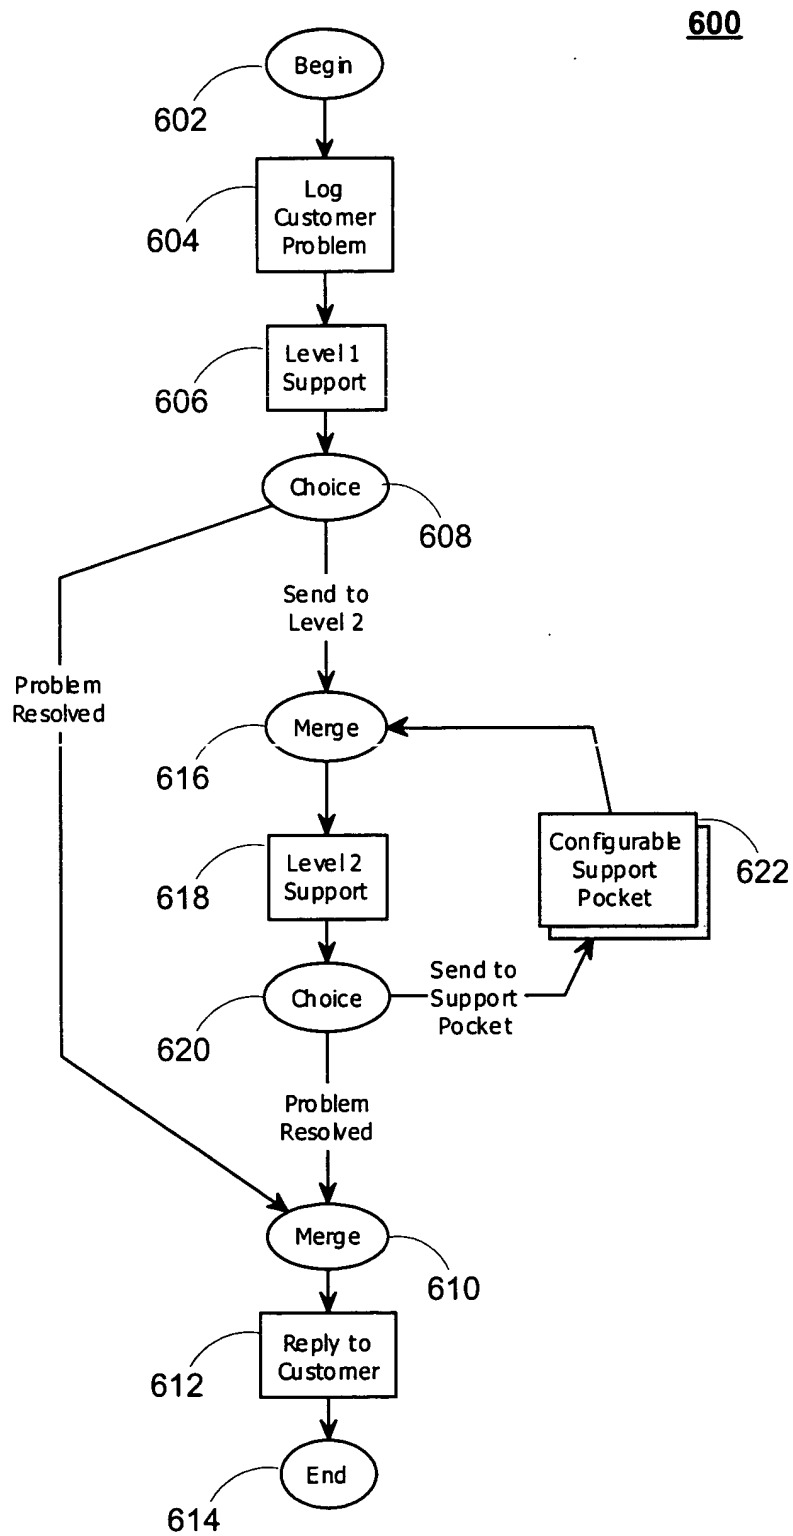 600
Begin
602
Log
Customer
Problem
604
Level 1
Support
606
Choice
608
Send to
Level 2
Problem
Resolved
Merge
616
Configurable
Support
Pocket
622
Level 2
Support
618
Send to
Support
Pocket
Choice
620
Problem
Resolved
Merge
610
Reply to
Customer
612
End
614